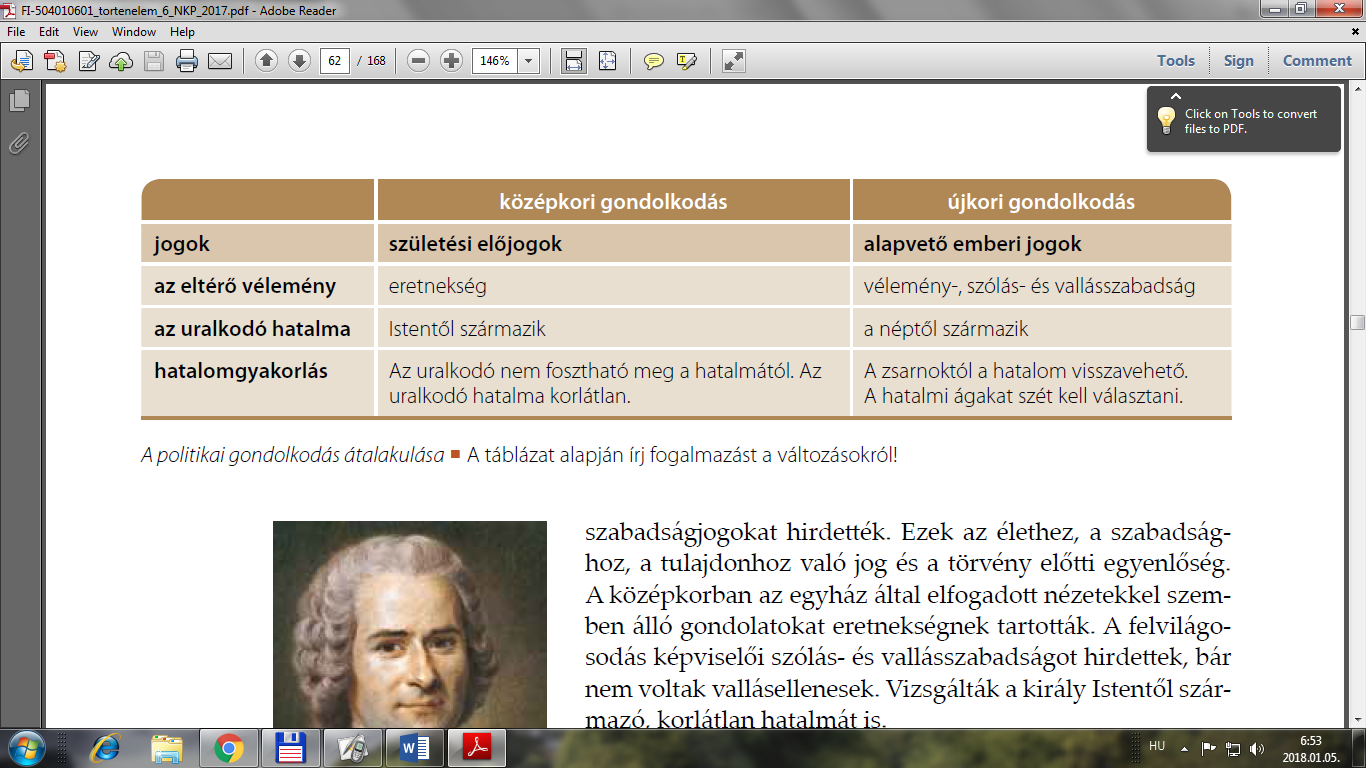 FI-504010601_tortenelem_6_NKP_2017.pdf - Adobe Reader
File Edit View Window Help
62 / 168 146% Tools Sign Comment
Click on Tools to convert
files to PDF.
középkori gondolkodás újkori gondolkodás
jogok születési előjogok alapvető emberi jogok
az eltérő vélemény eretnekség vélemény-, szólás- és vallásszabadság
az uralkodó hatalma Istentől származik a néptől származik
hatalomgyakorlás Az uralkodó nem fosztható meg a hatalmától. Az A zsarnoktól a hatalom visszavehető.
uralkodó hatalma korlátlan. A hatalmi ágakat szét kell választani.
A politikai gondolkodás átalakulása ■ A táblázat alapján írj fogalmazást a változásokról!
szabadságjogokat hirdették. Ezek az élethez, a szabadság-
hoz, a tulajdonhoz való jog és a törvény előtti egyenlőség.
A középkorban az egyház által elfogadott nézetekkel szem-
ben álló gondolatokat eretnekségnek tartották. A felvilágo-
sodás képviselői szólás- és vallásszabadságot hirdettek, bár
nem voltak vallásellenesek. Vizsgálták a király Istentől szár-
mazó, korlátlan hatalmát is.
HU 6:53
2018.01.05.